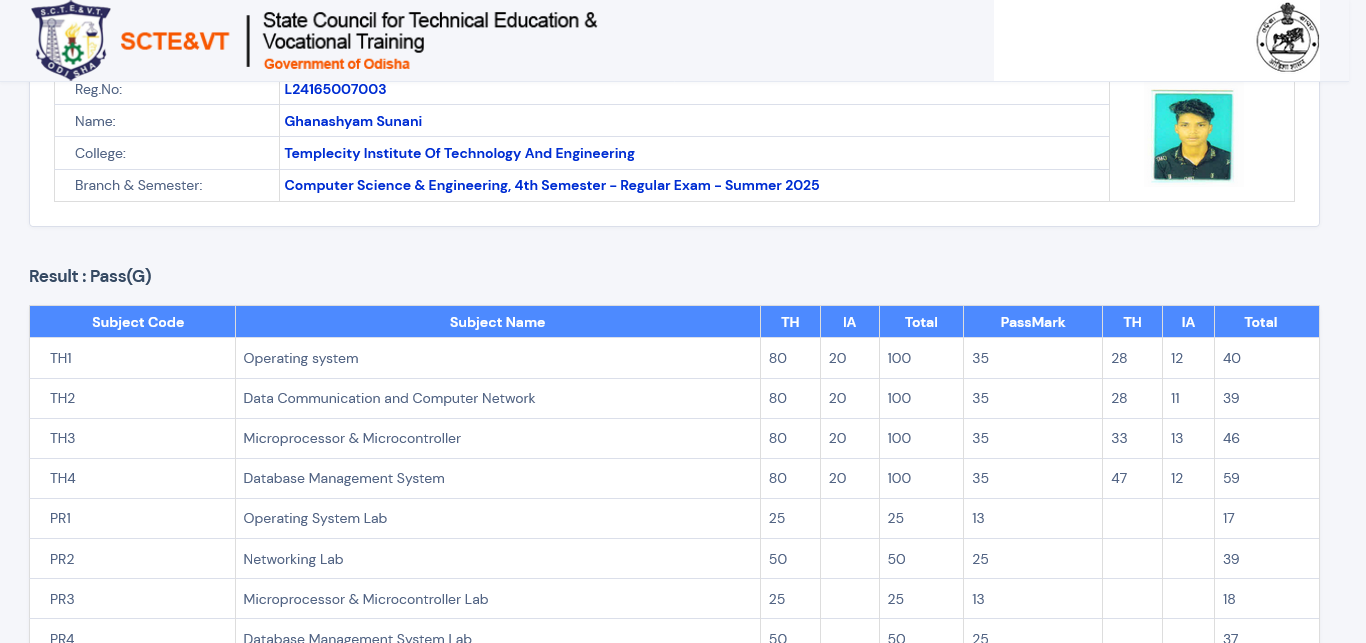 S.C.T.E.&V.T.
ODISHA
SCTE&VT
State Council for Technical Education &
Vocational Training
Government of Odisha
Reg.No: L24165007003
Name: Ghanashyam Sunani
College: Templecity Institute Of Technology And Engineering
Branch & Semester: Computer Science & Engineering, 4th Semester - Regular Exam - Summer 2025
Result : Pass(G)
Subject Code Subject Name TH IA Total PassMark TH IA Total
TH1 Operating system 80 20 100 35 28 12 40
TH2 Data Communication and Computer Network 80 20 100 35 28 11 39
TH3 Microprocessor & Microcontroller 80 20 100 35 33 13 46
TH4 Database Management System 80 20 100 35 47 12 59
PR1 Operating System Lab 25 25 13 17
PR2 Networking Lab 50 50 25 39
PR3 Microprocessor & Microcontroller Lab 25 25 13 18
PR4 Database Management System Lab 50 50 25 37